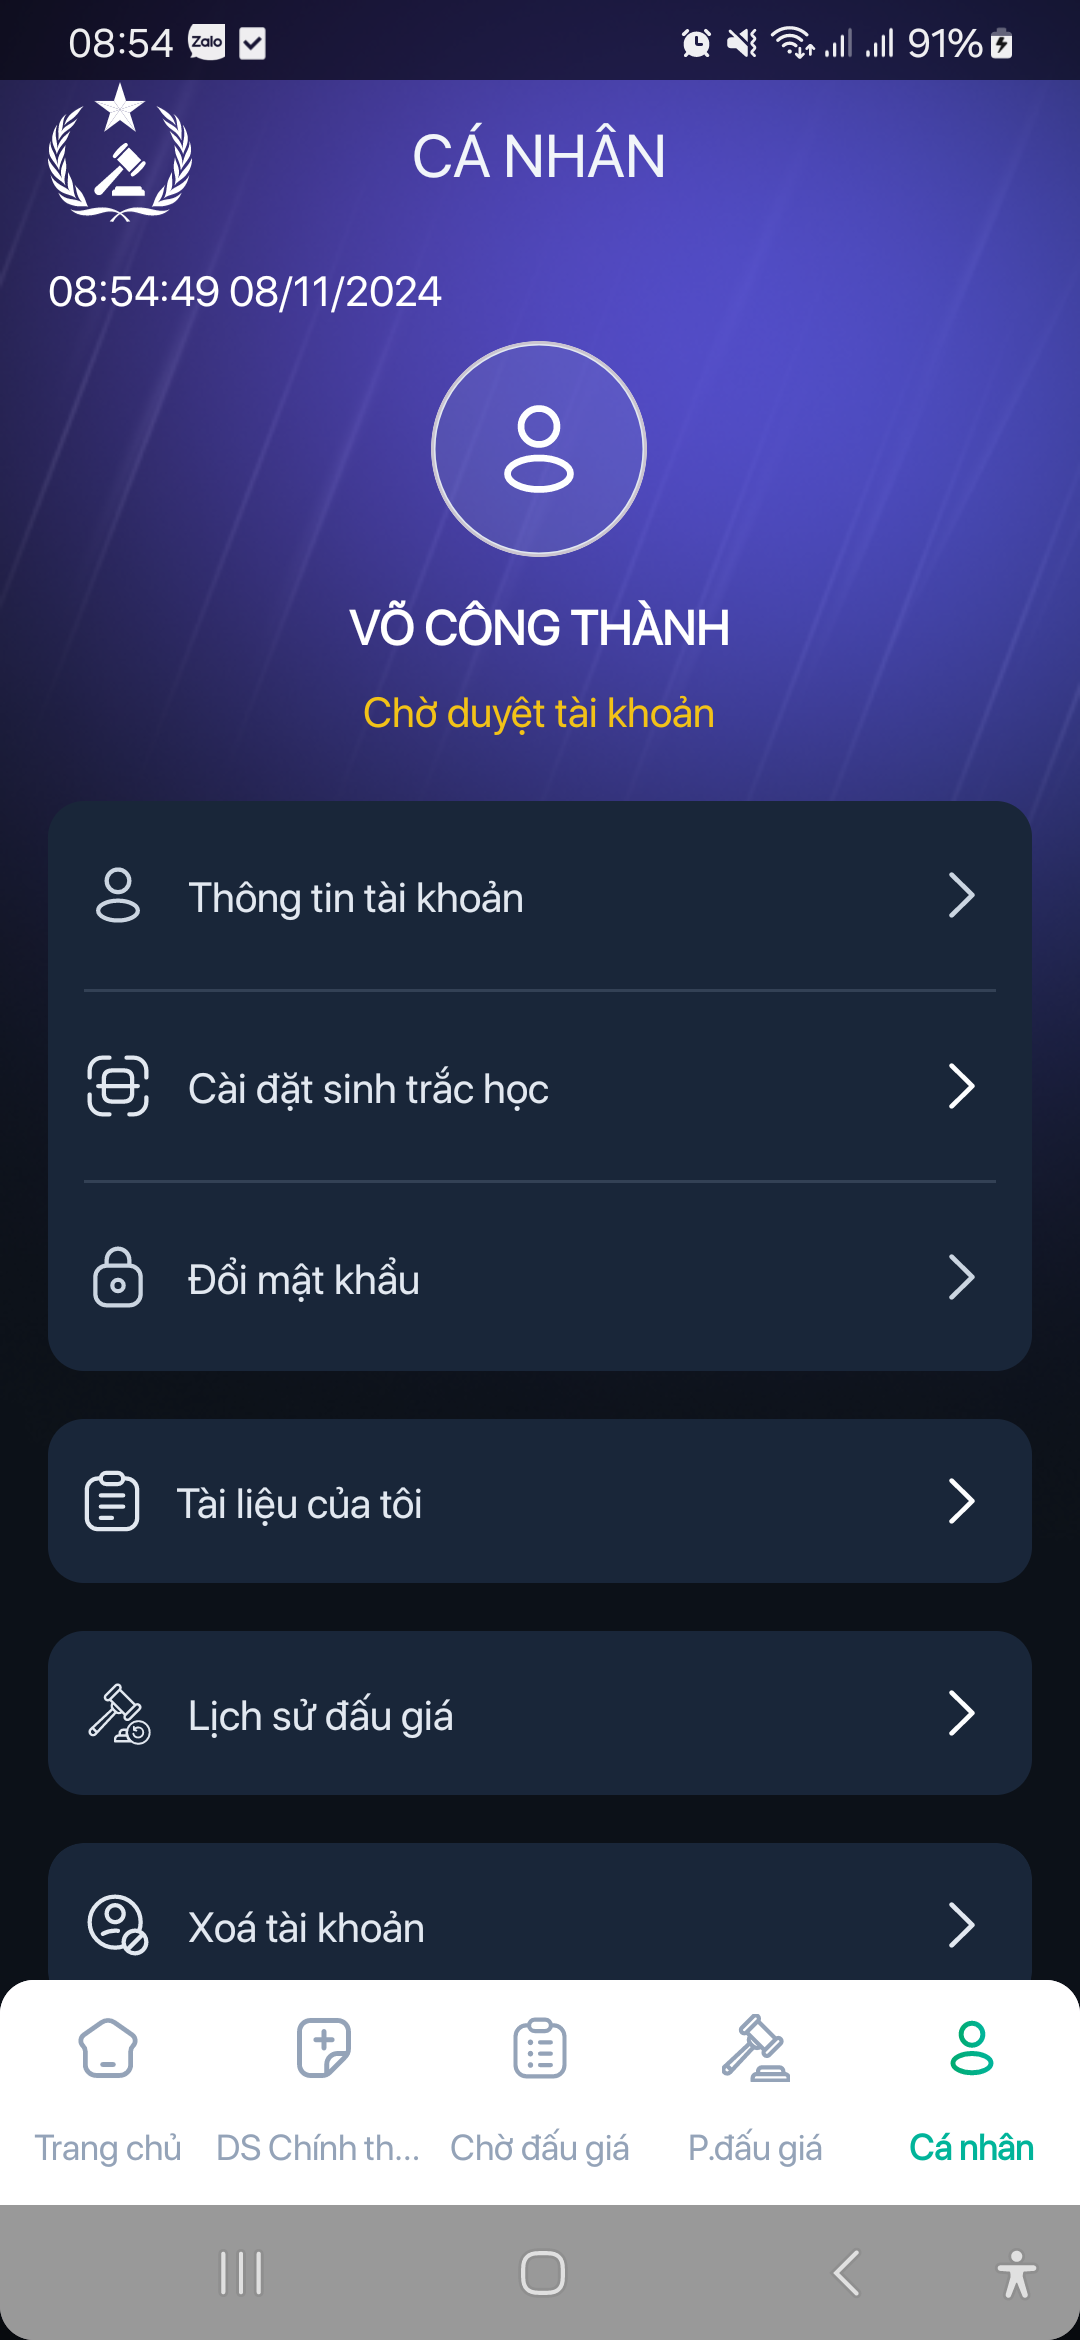 08:54 Zalo 91%
CÁ NHÂN
08:54:49 08/11/2024
VÕ CÔNG THÀNH
Chờ duyệt tài khoản
Thông tin tài khoản
Cài đặt sinh trắc học
Đổi mật khẩu
Tài liệu của tôi
Lịch sử đấu giá
Xoá tài khoản
Trang chủ DS Chính th... Chờ đấu giá P.đấu giá Cá nhân